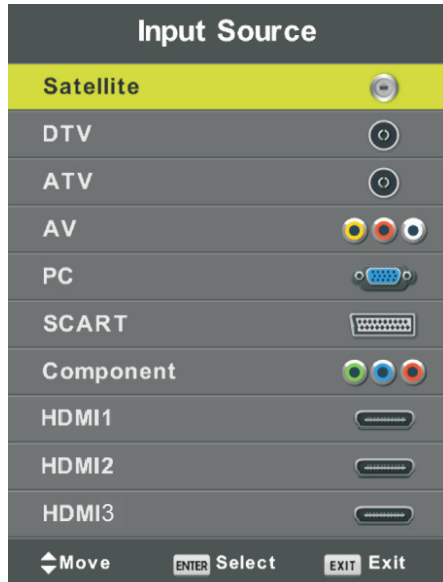 Input Source
Satellite
DTV
ATV
AV
PC
SCART
Component
HDMI1
HDMI2
HDMI3
Move ENTER Select EXIT Exit